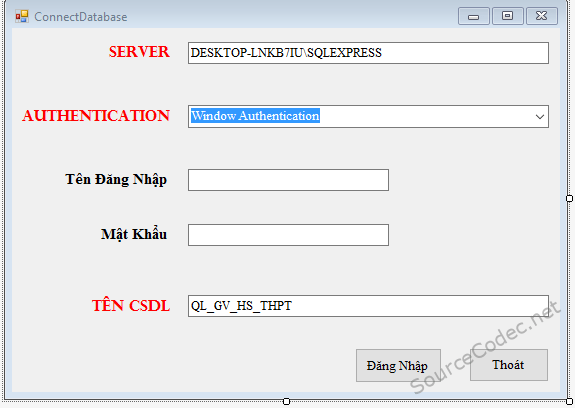 ConnectDatabase
SERVER DESKTOP-LNKB7IU\SQLEXPRESS
AUTHENTICATION Window Authentication
Tên Đăng Nhập
Mật Khẩu
TÊN CSDL QL_GV_HS_THPT
Đăng Nhập Thoát
SourceCodec.net